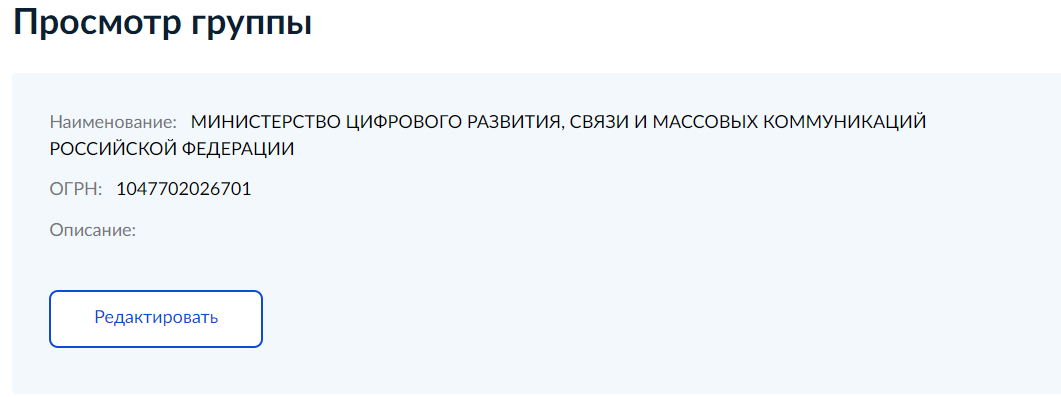 Просмотр группы
Наименование: МИНИСТЕРСТВО ЦИФРОВОГО РАЗВИТИЯ, СВЯЗИ И МАССОВЫХ КОММУНИКАЦИЙ
РОССИЙСКОЙ ФЕДЕРАЦИИ
ОГРН: 1047702026701
Описание:
Редактировать